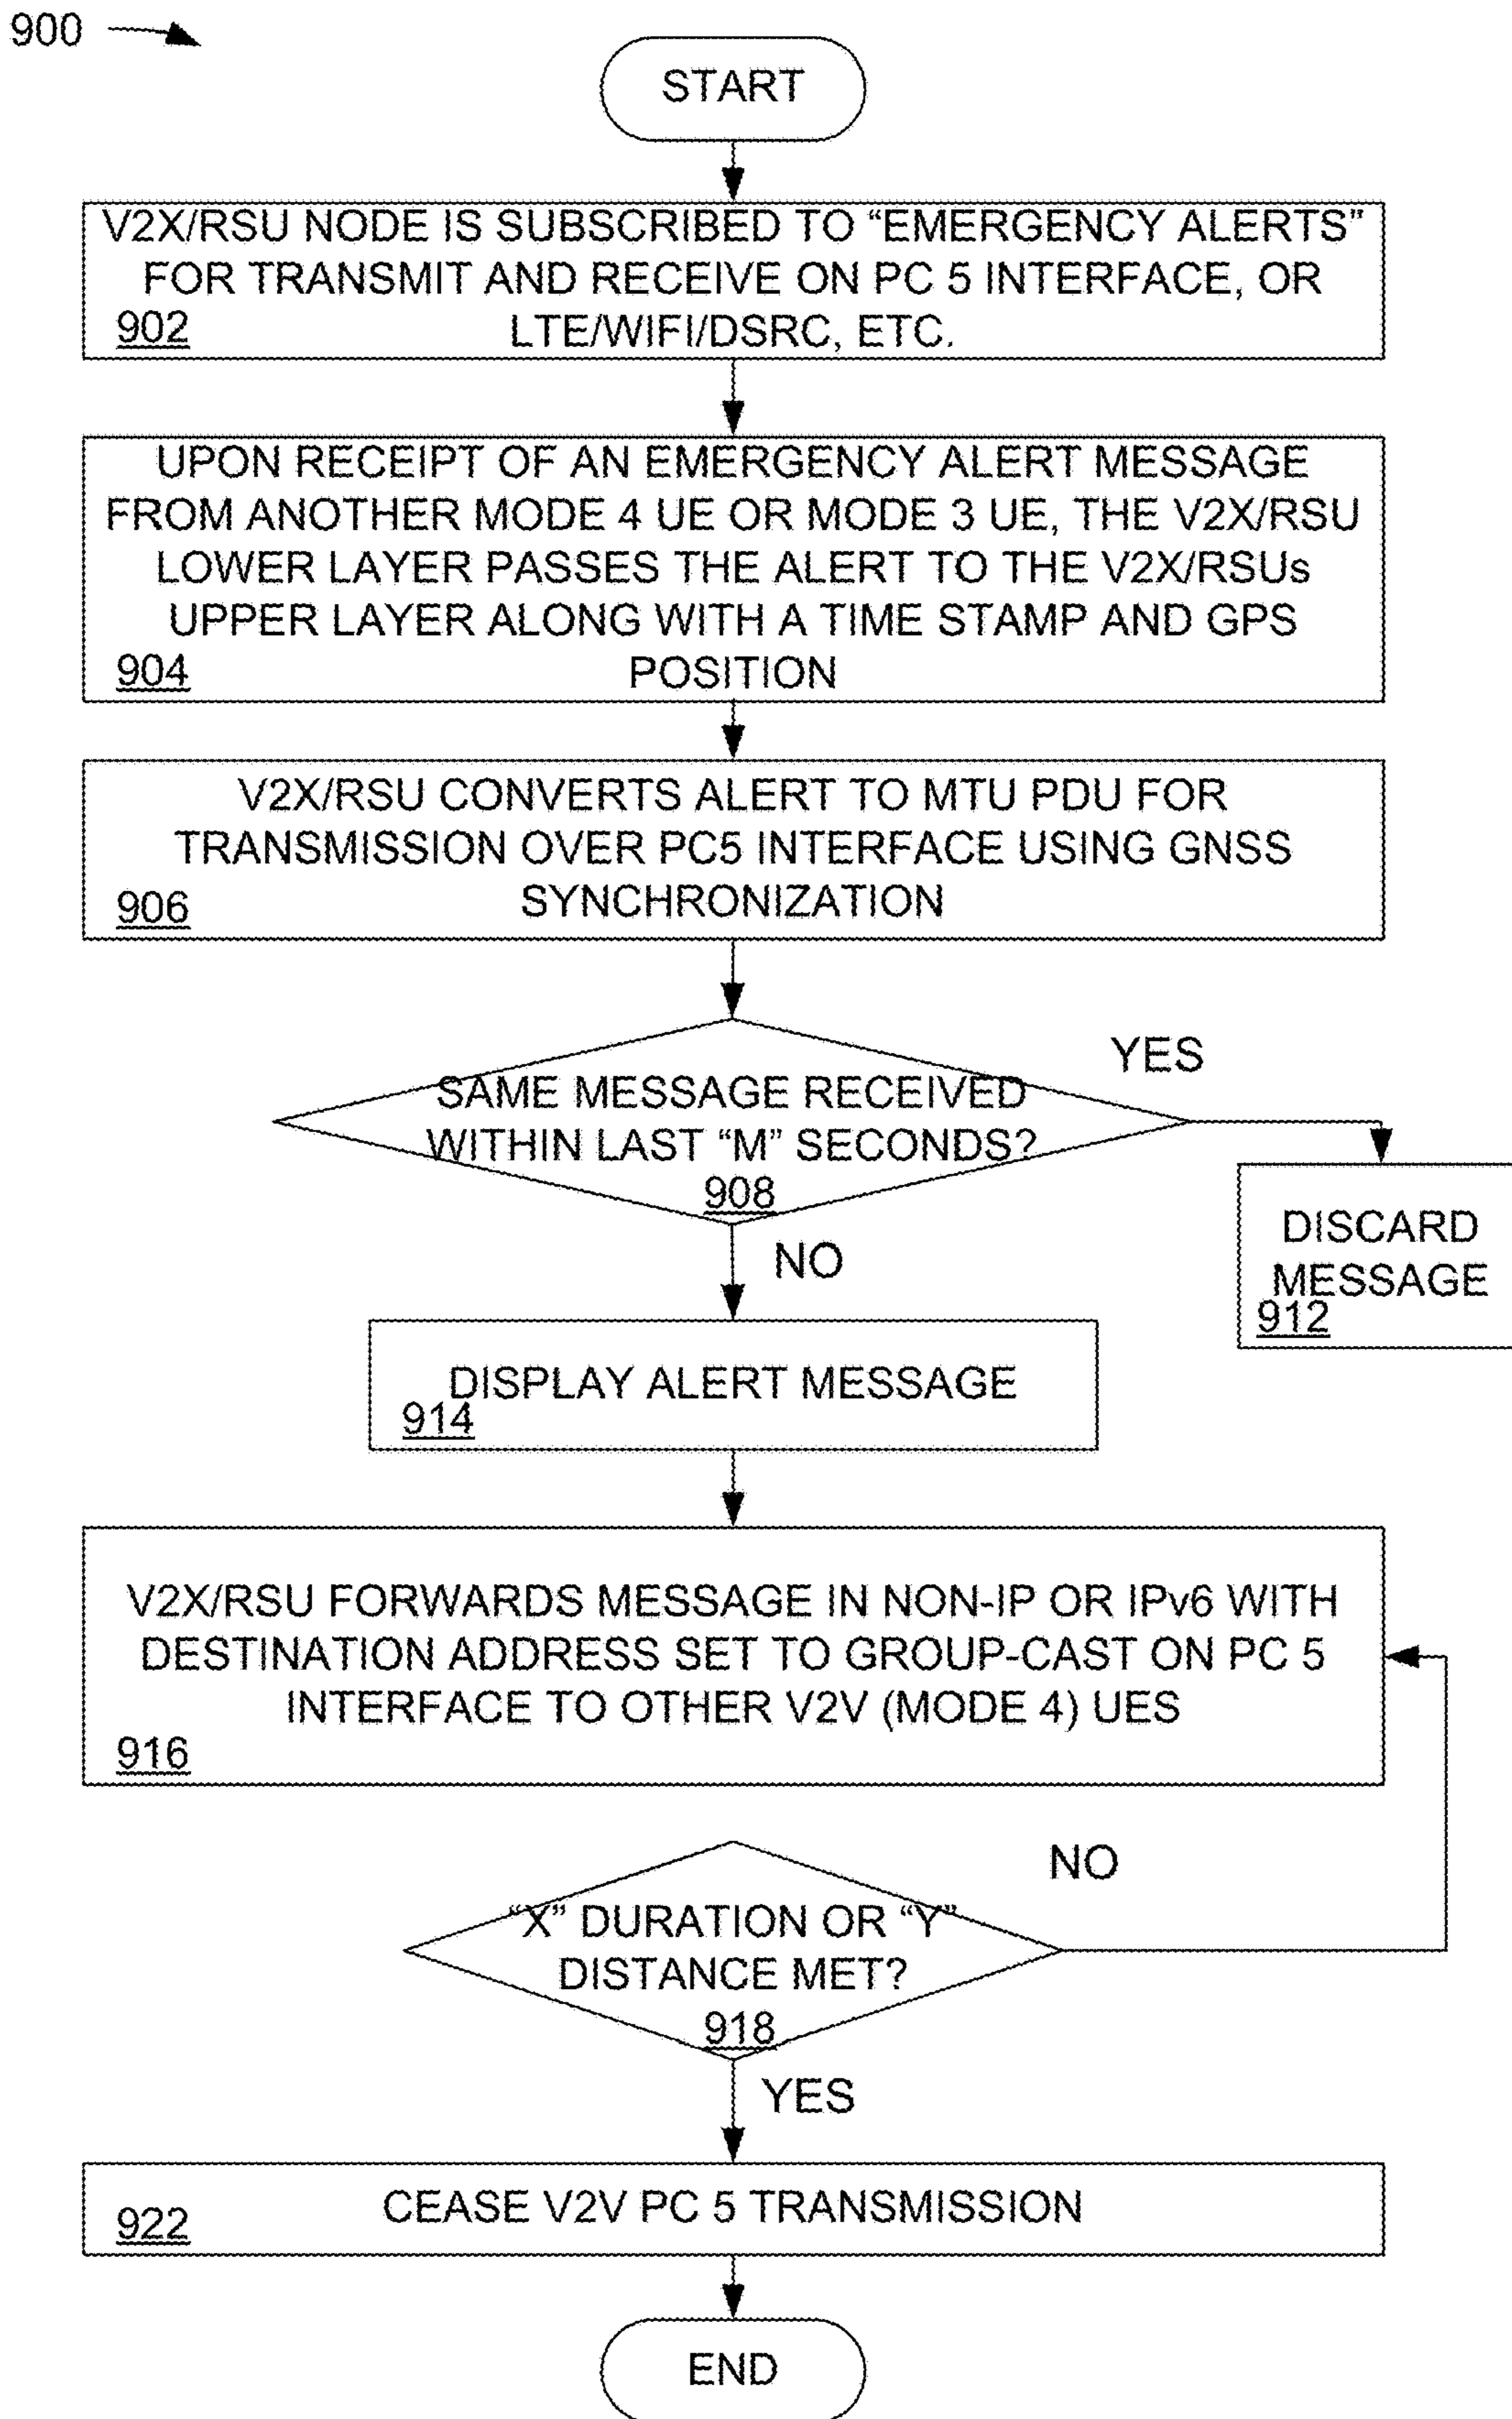 900
START
V2X/RSU NODE IS SUBSCRIBED TO “EMERGENCY ALERTS”
FOR TRANSMIT AND RECEIVE ON PC 5 INTERFACE, OR
LTE/WIFI/DSRC, ETC.
902
UPON RECEIPT OF AN EMERGENCY ALERT MESSAGE
FROM ANOTHER MODE 4 UE OR MODE 3 UE, THE V2X/RSU
LOWER LAYER PASSES THE ALERT TO THE V2X/RSUs
UPPER LAYER ALONG WITH A TIME STAMP AND GPS
POSITION
904
V2X/RSU CONVERTS ALERT TO MTU PDU FOR
TRANSMISSION OVER PC5 INTERFACE USING GNSS
SYNCHRONIZATION
906
SAME MESSAGE RECEIVED
WITHIN LAST “M” SECONDS?
908
YES
DISCARD
MESSAGE
912
NO
DISPLAY ALERT MESSAGE
914
V2X/RSU FORWARDS MESSAGE IN NON-IP OR IPv6 WITH
DESTINATION ADDRESS SET TO GROUP-CAST ON PC 5
INTERFACE TO OTHER V2V (MODE 4) UES
916
“X” DURATION OR “Y”
DISTANCE MET?
918
NO
YES
CEASE V2V PC 5 TRANSMISSION
922
END